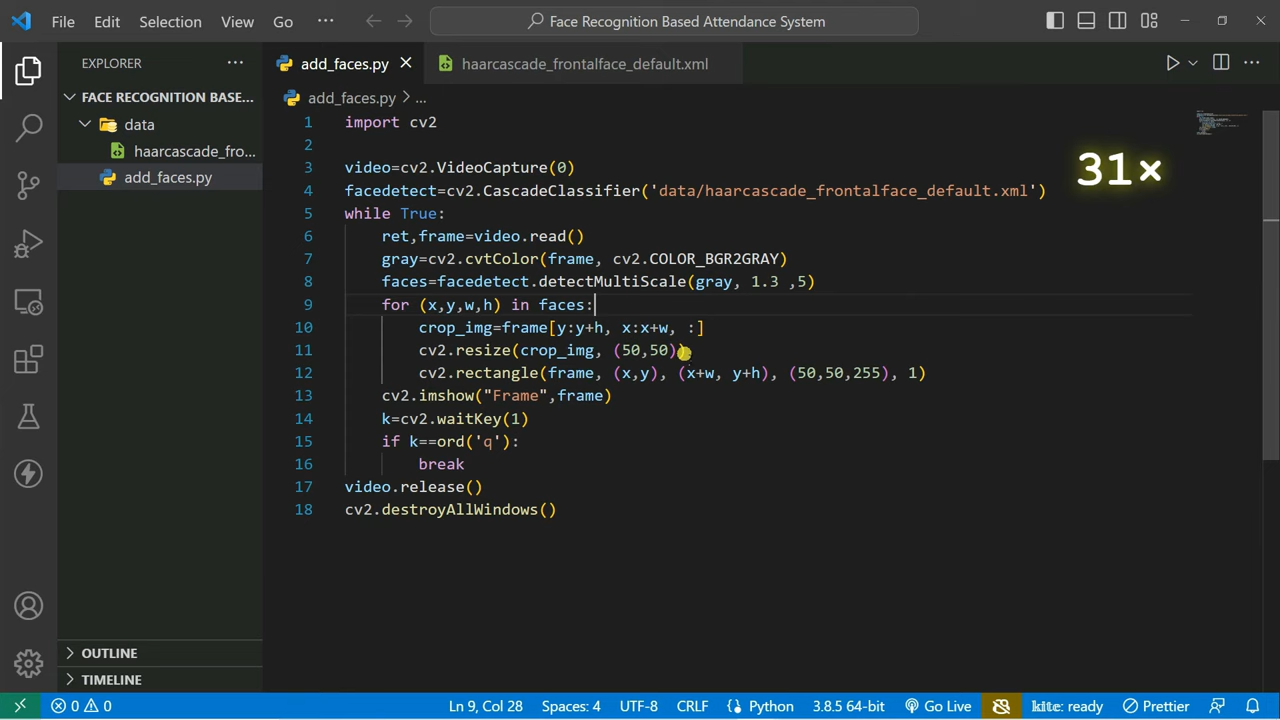 File Edit Selection View Go ··· Face Recognition Based Attendance System
EXPLORER ···
add_faces.py
haarcascade_frontalface_default.xml
FACE RECOGNITION BASE...
data
haarcascade_fro...
add_faces.py
OUTLINE
TIMELINE
add_faces.py > ...
1 import cv2
2
3 video=cv2.VideoCapture(0)
4 facedetect=cv2.CascadeClassifier('data/haarcascade_frontalface_default.xml')
5 while True:
6 ret,frame=video.read()
7 gray=cv2.cvtColor(frame, cv2.COLOR_BGR2GRAY)
8 faces=facedetect.detectMultiScale(gray, 1.3 ,5)
9 for (x,y,w,h) in faces:
10 crop_img=frame[y:y+h, x:x+w, :]
11 cv2.resize(crop_img, (50,50))
12 cv2.rectangle(frame, (x,y), (x+w, y+h), (50,50,255), 1)
13 cv2.imshow("Frame",frame)
14 k=cv2.waitKey(1)
15 if k==ord('q'):
16 break
17 video.release()
18 cv2.destroyAllWindows()
31×
0 0 Ln 9, Col 28 Spaces: 4 UTF-8 CRLF Python 3.8.5 64-bit Go Live kite: ready Prettier